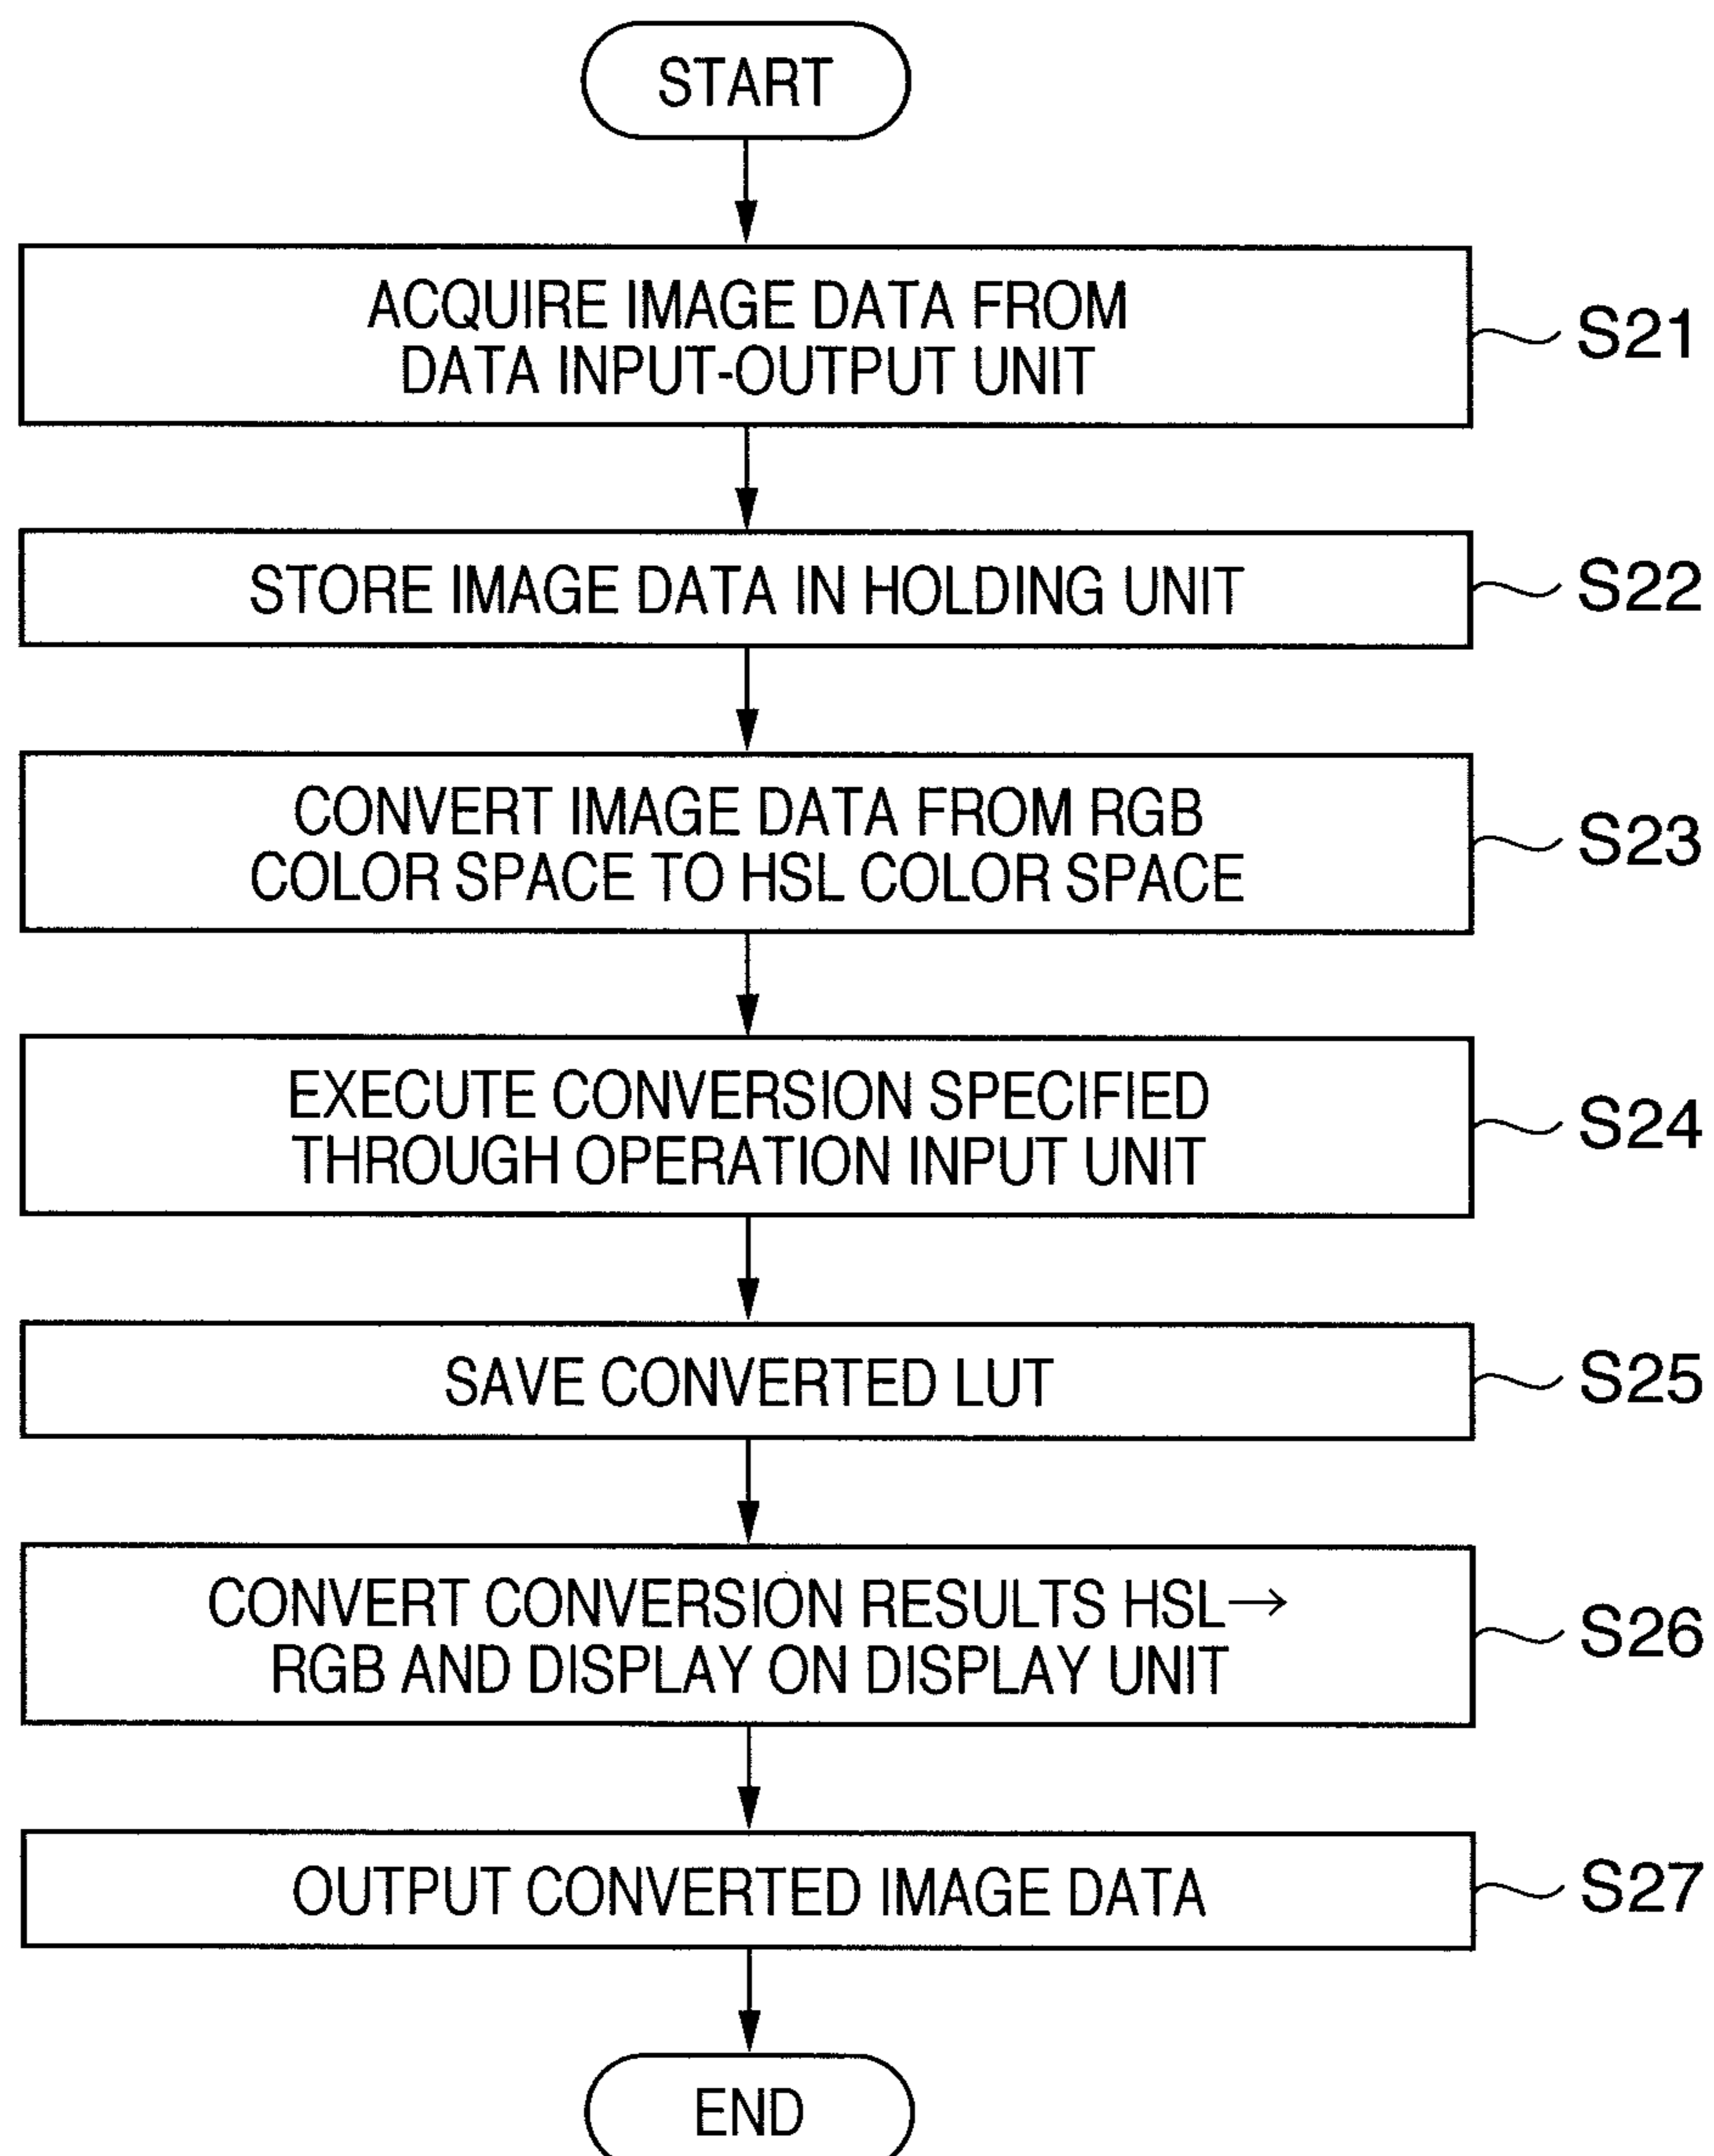 START
ACQUIRE IMAGE DATA FROM
DATA INPUT-OUTPUT UNIT
S21
STORE IMAGE DATA IN HOLDING UNIT
S22
CONVERT IMAGE DATA FROM RGB
COLOR SPACE TO HSL COLOR SPACE
S23
EXECUTE CONVERSION SPECIFIED
THROUGH OPERATION INPUT UNIT
S24
SAVE CONVERTED LUT
S25
CONVERT CONVERSION RESULTS HSL→
RGB AND DISPLAY ON DISPLAY UNIT
S26
OUTPUT CONVERTED IMAGE DATA
S27
END